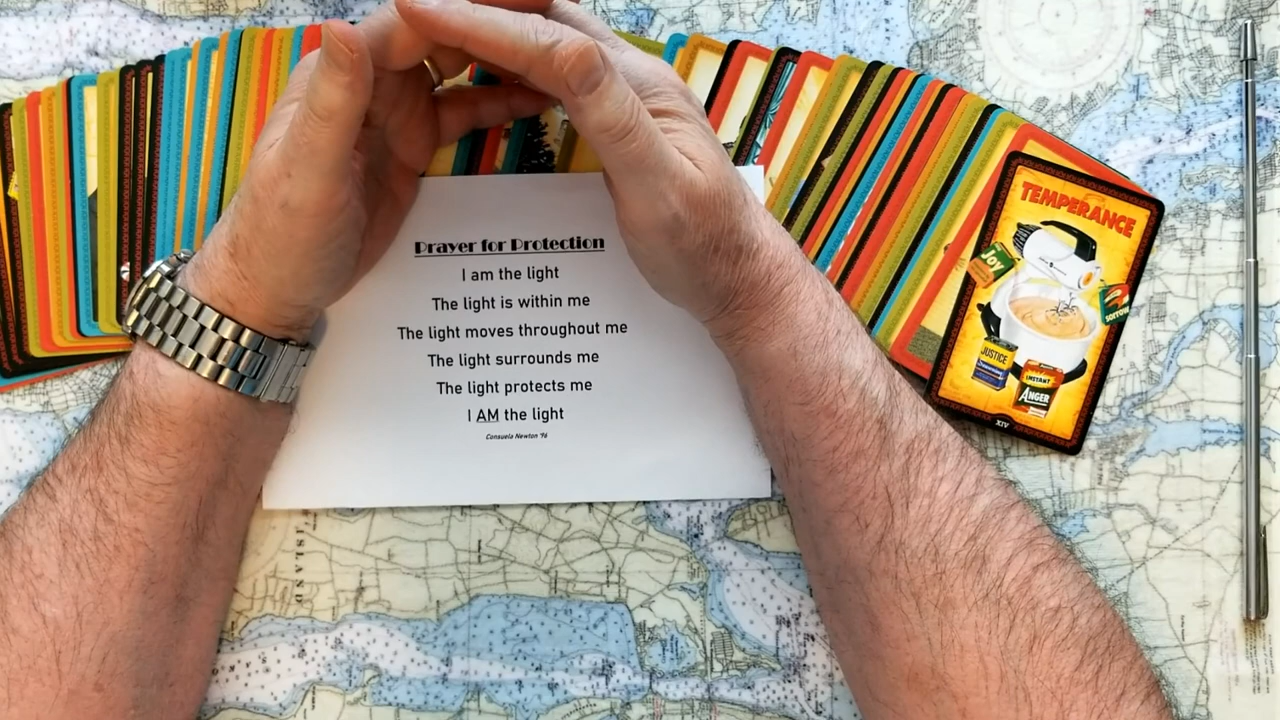 Prayer for Protection
I am the light
The light is within me
The light moves throughout me
The light surrounds me
The light protects me
I AM the light
Consuela Newton '96
TEMPERANCE
JOY
SORROW
JUSTICE
INSTANT
ANGER
XIV
ISLAND